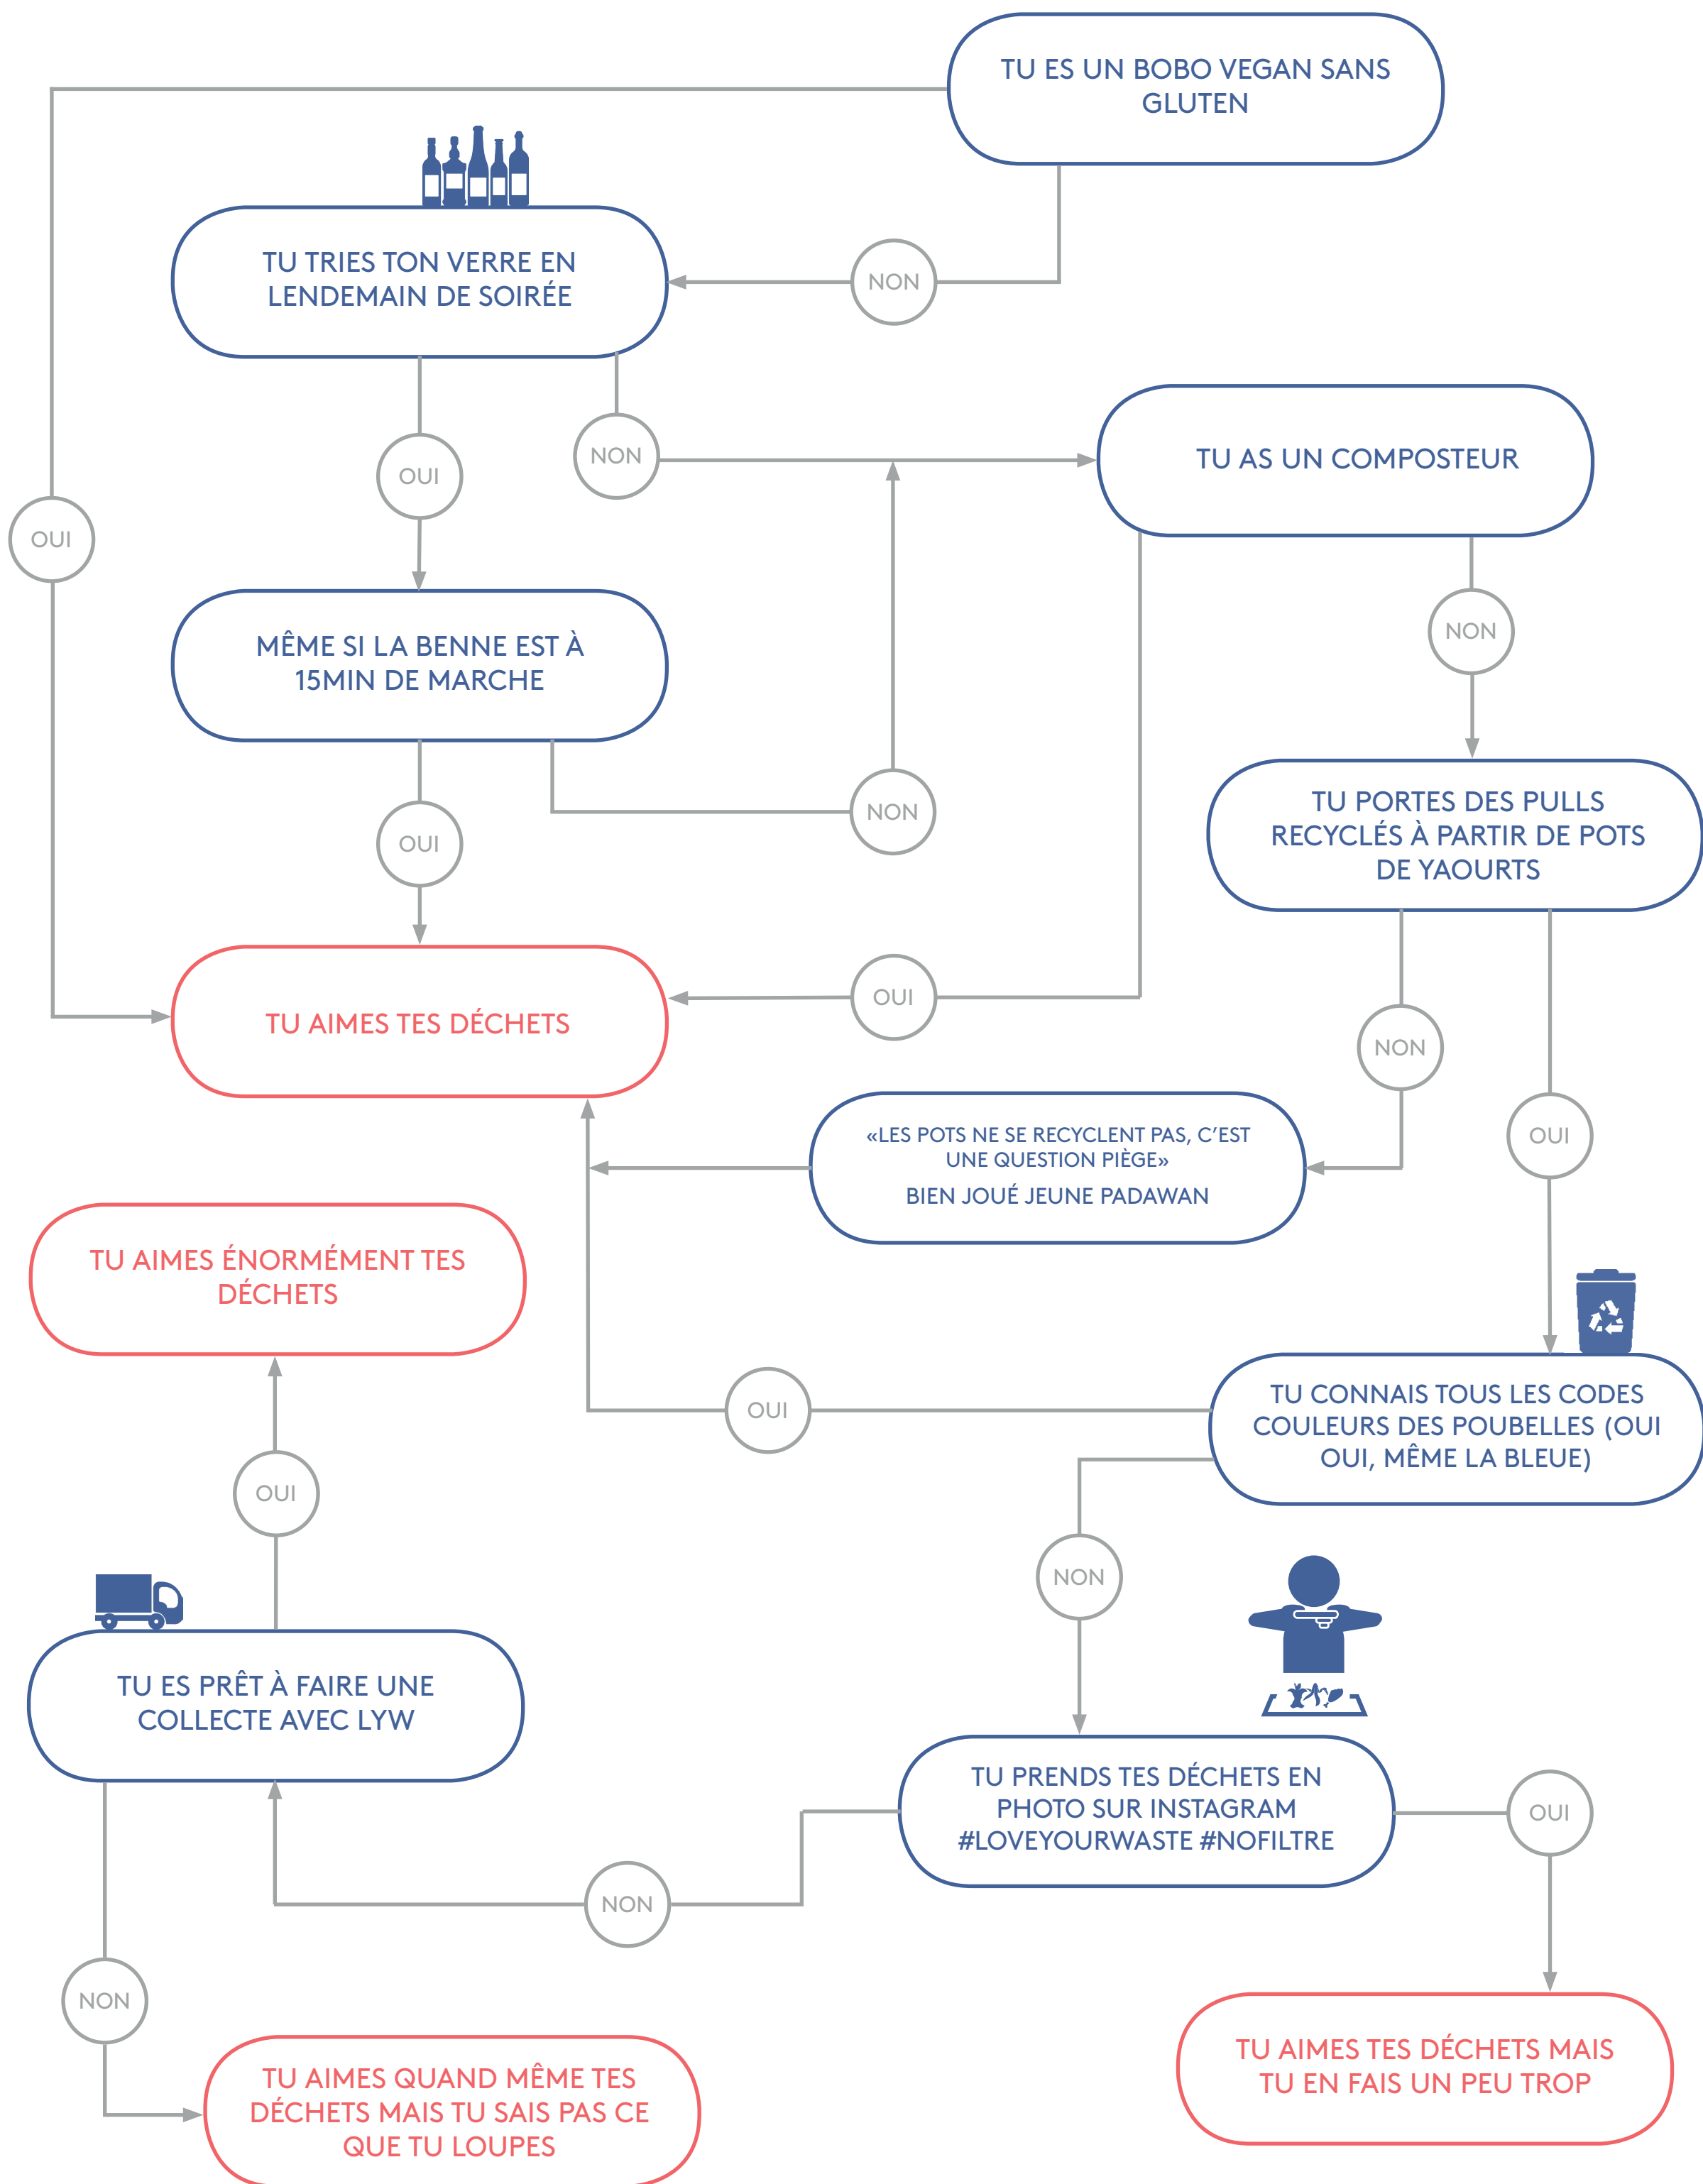 TU ES UN BOBO VEGAN SANS
GLUTEN
TU TRIES TON VERRE EN
LENDEMAIN DE SOIRÉE
NON
NON
TU AS UN COMPOSTEUR
OUI
OUI
NON
MÊME SI LA BENNE EST À
15MIN DE MARCHE
NON
OUI
TU PORTES DES PULLS
RECYCLÉS À PARTIR DE POTS
DE YAOURTS
TU AIMES TES DÉCHETS
OUI
NON
OUI
«LES POTS NE SE RECYCLENT PAS, C’EST
UNE QUESTION PIÈGE»
BIEN JOUÉ JEUNE PADAWAN
TU AIMES ÉNORMÉMENT TES
DÉCHETS
OUI
TU CONNAIS TOUS LES CODES
COULEURS DES POUBELLES (OUI
OUI, MÊME LA BLEUE)
OUI
NON
TU ES PRÊT À FAIRE UNE
COLLECTE AVEC LYW
TU PRENDS TES DÉCHETS EN
PHOTO SUR INSTAGRAM
#LOVEYOURWASTE #NOFILTRE
OUI
NON
NON
TU AIMES QUAND MÊME TES
DÉCHETS MAIS TU SAIS PAS CE
QUE TU LOUPES
TU AIMES TES DÉCHETS MAIS
TU EN FAIS UN PEU TROP